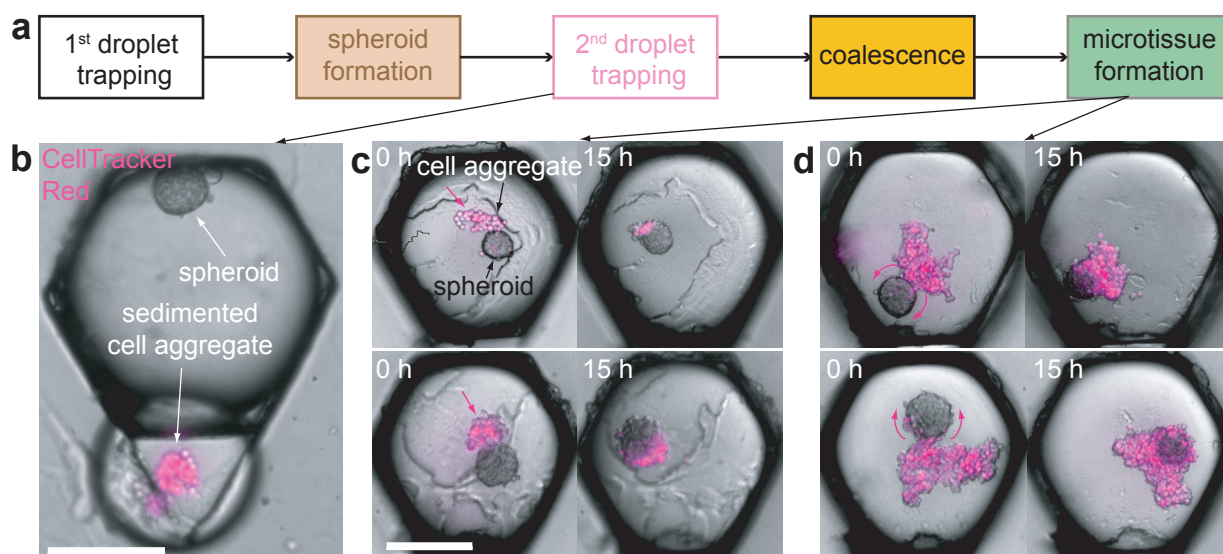 a
1st droplet
trapping
spheroid
formation
2nd droplet
trapping
coalescence
microtissue
formation
b
CellTracker
Red
spheroid
sedimented
cell aggregate
c
0 h
cell aggregate
spheroid
15 h
0 h
15 h
d
0 h
15 h
0 h
15 h